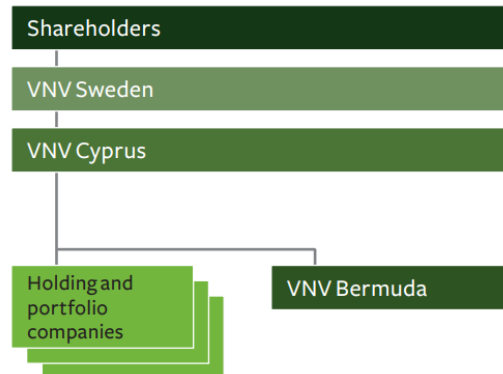 Shareholders
VNV Sweden
VNV Cyprus
Holding and
portfolio
companies
VNV Bermuda